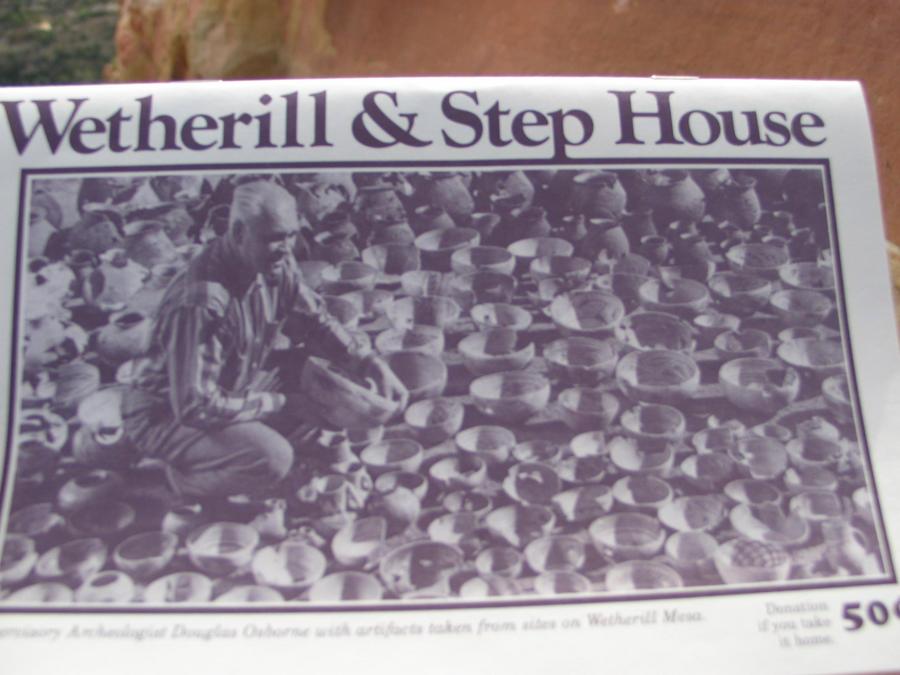 Wetherill & Step House
Archeologist Douglas Osborne with artifacts taken from sites on Wetherill Mesa.
Donation
if you take
it home.
50¢